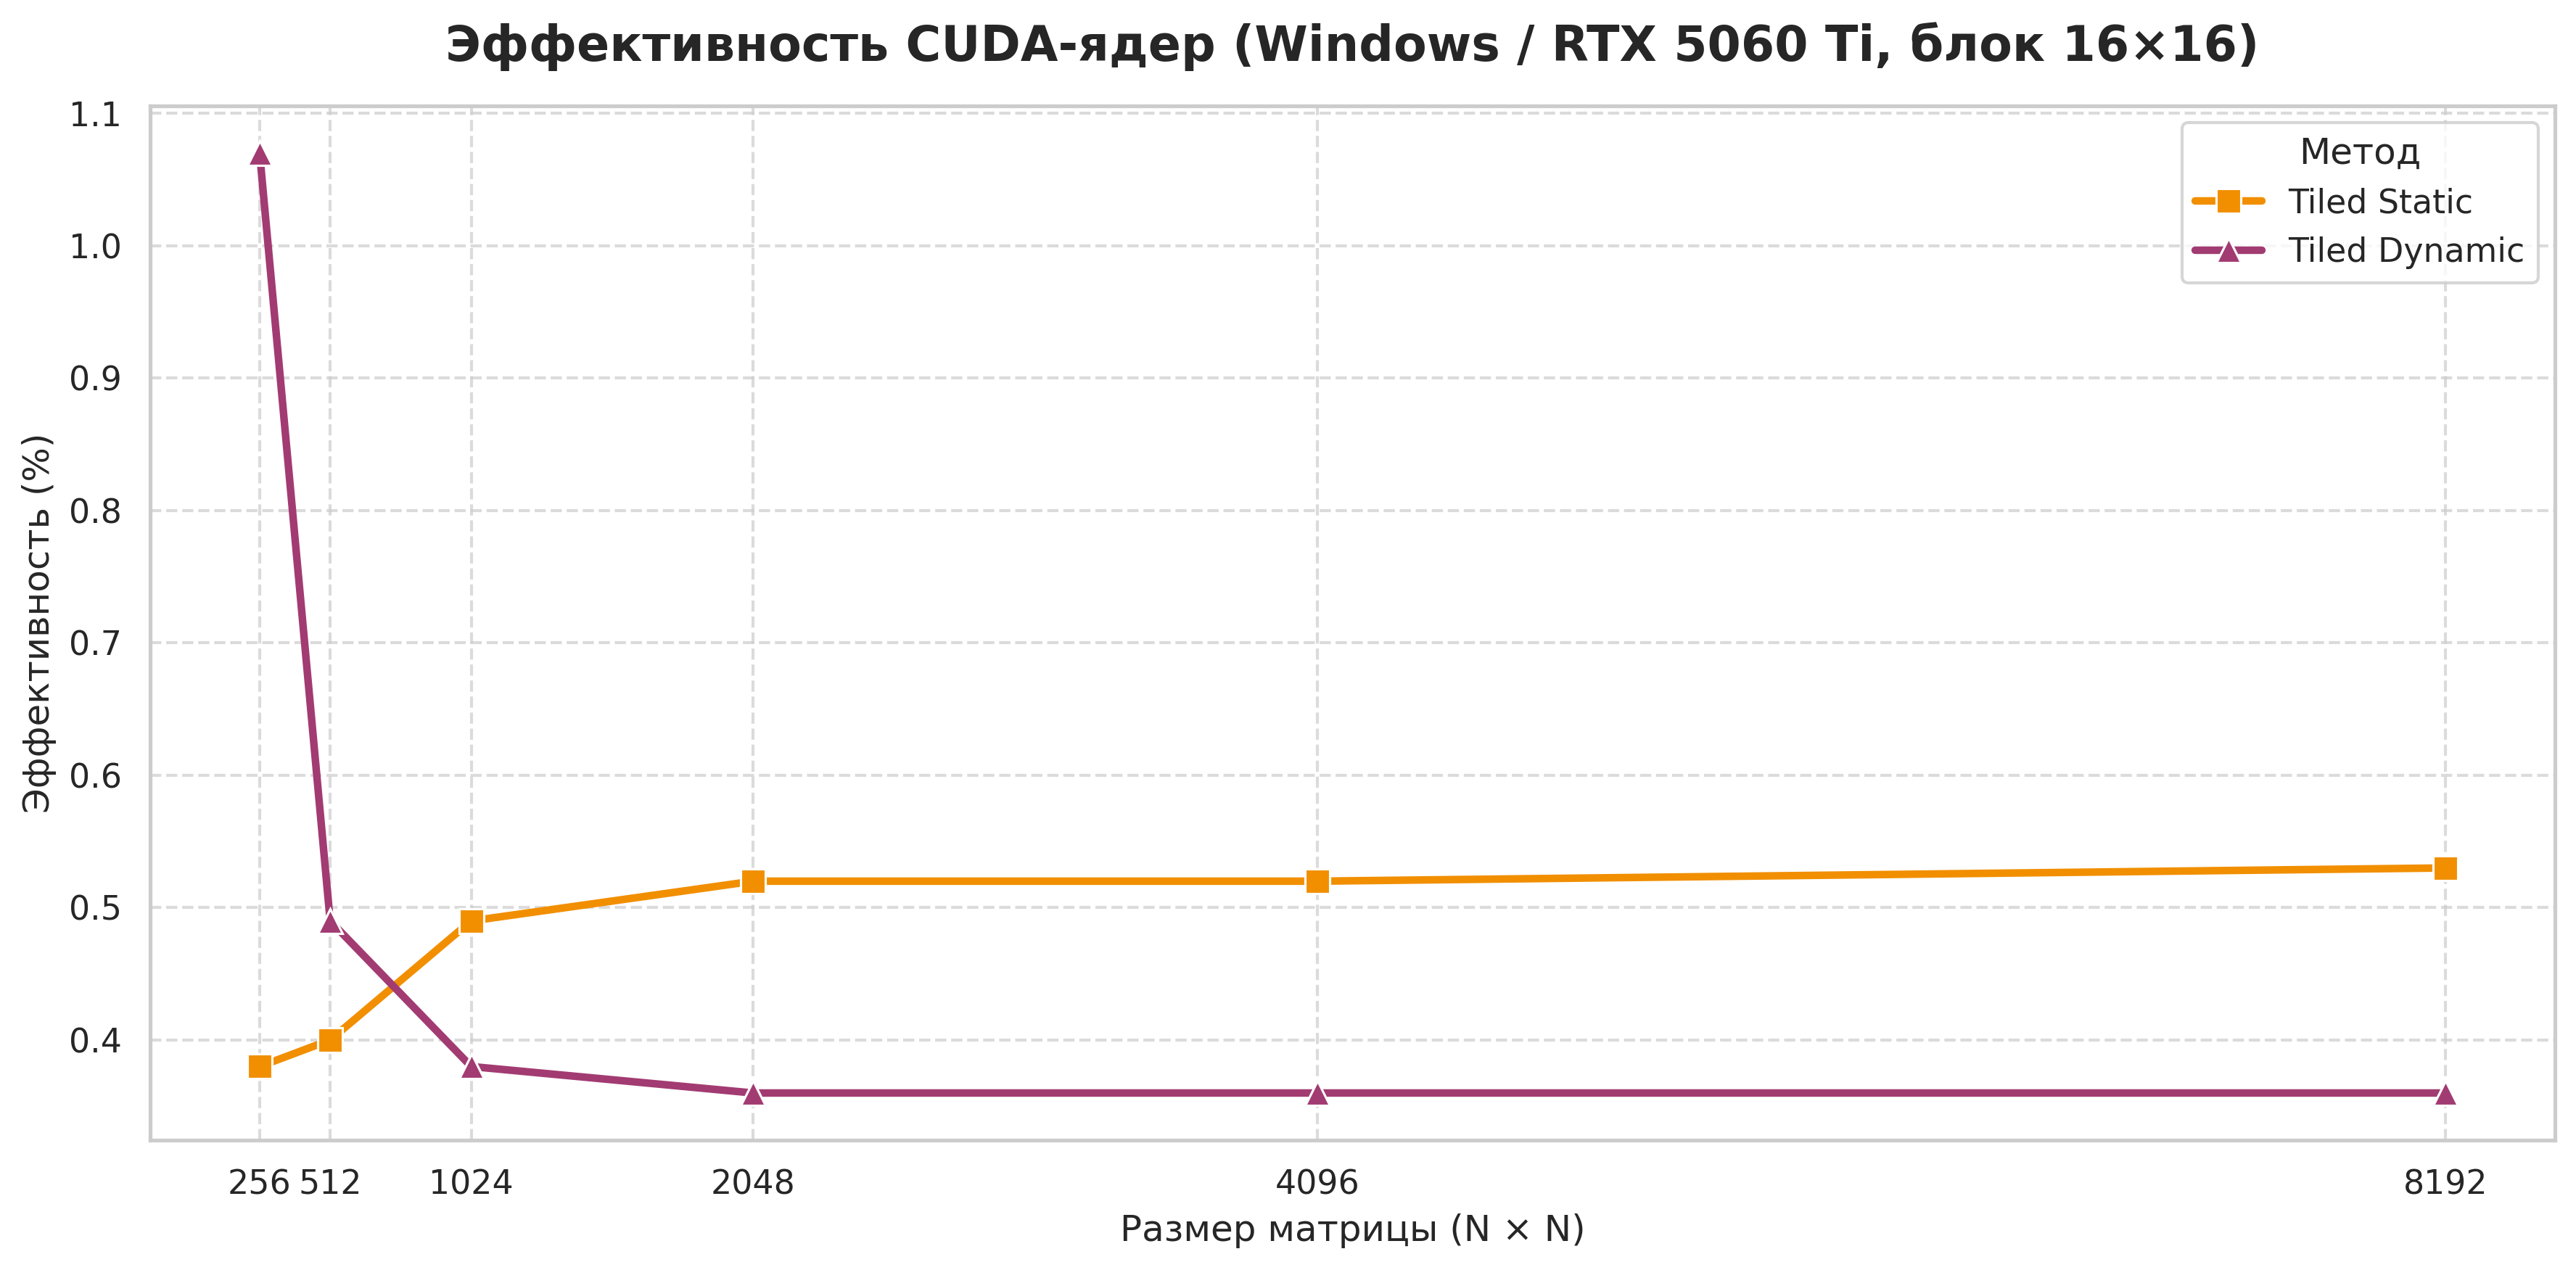 Эффективность CUDA-ядер (Windows / RTX 5060 Ti, блок 16×16)
Эффективность (%)
1.1
1.0
0.9
0.8
0.7
0.6
0.5
0.4
Метод
Tiled Static
Tiled Dynamic
256 512 1024 2048 4096 8192
Размер матрицы (N × N)